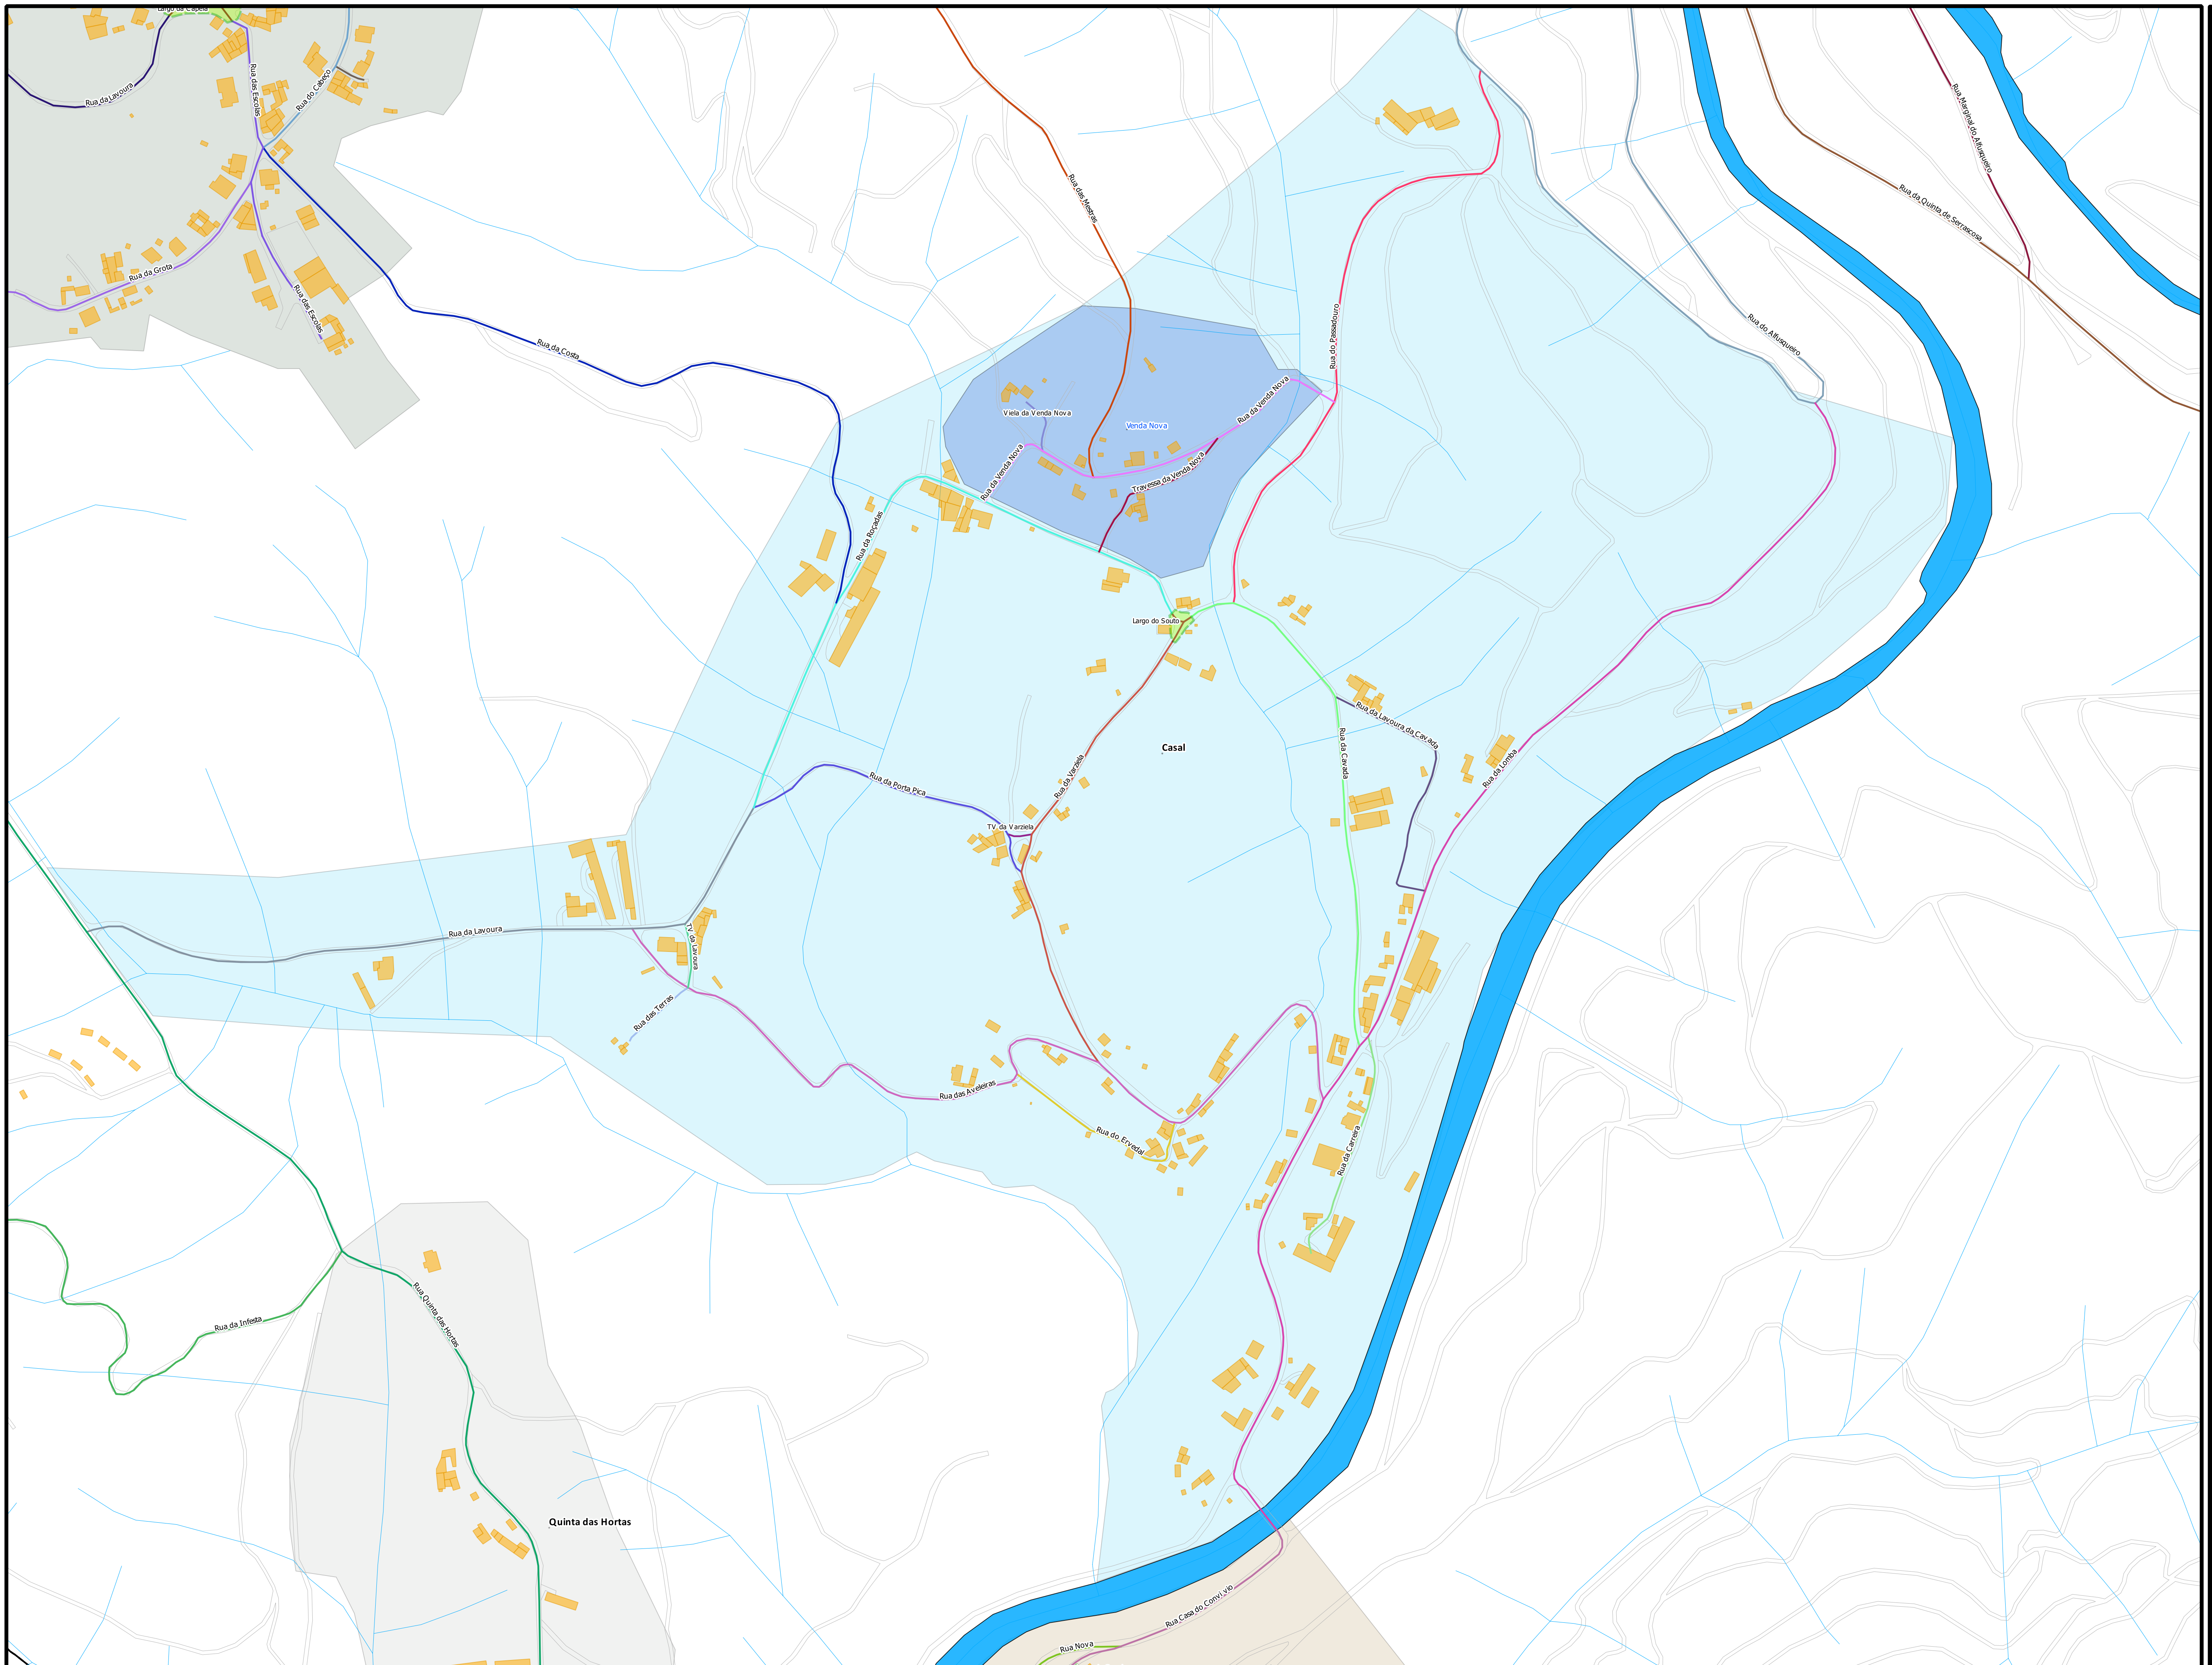 Largo da Capela
Rua da Lavoura
Rua das Escolas
Rua do Cabeço
Rua da Grota
Rua das Escolas
Rua da Costa
Rua das Mestras
Rua Marginal do Alfusqueiro
Rua da Quinta de Serrascosa
Rua do Alfusqueiro
Rua do Passadouro
Viela da Venda Nova
Venda Nova
Rua da Venda Nova
Rua da Venda Nova
Travessa da Venda Nova
Rua da Roçadas
Largo do Souto
Rua da Lavoura da Cavada
Rua da Cavada
Casal
Rua da Lomba
Rua da Varziela
Rua da Porta Pica
TV. da Varziela
Rua da Lavoura
TV da Lavoura
Rua das Terras
Rua das Aveleiras
Rua do Ervedal
Rua da Carreira
Rua Quinta das Hortas
Rua da Infesta
Quinta das Hortas
Rua Casa do Convívio
Rua Nova